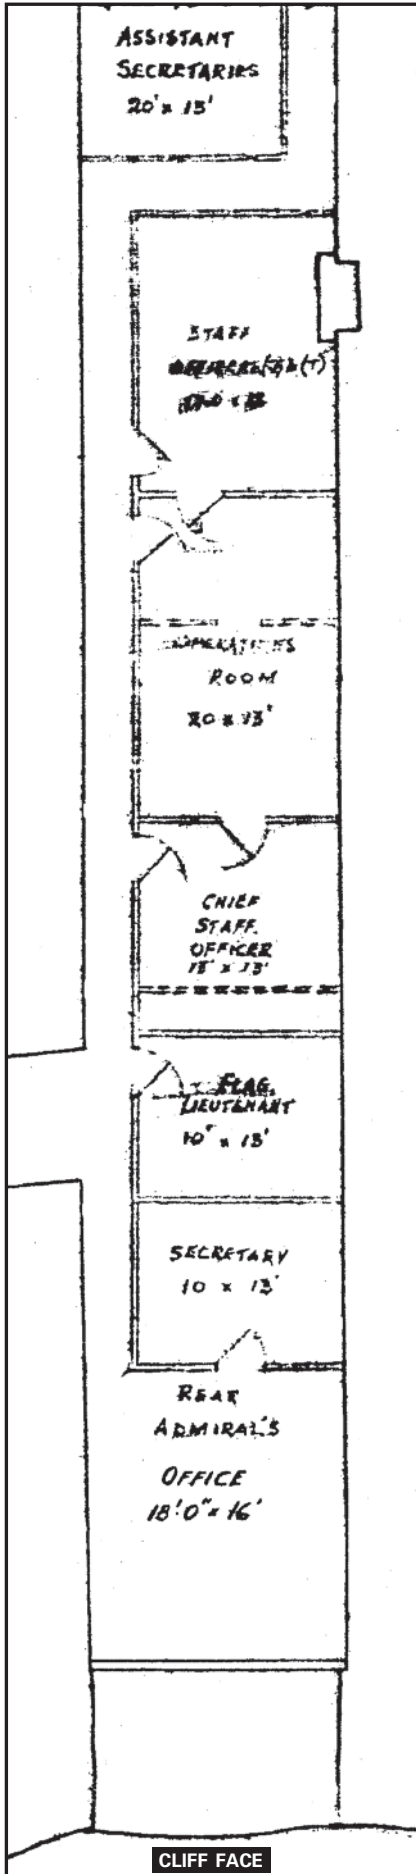 ASSISTANT
SECRETARIES
20' x 13'
STAFF
ROOM
20 x 13'
CHIEF
STAFF.
OFFICER
15' x 13'
FLAG.
LIEUTENANT
10' x 13'
SECRETARY
10 x 13'
REAR
ADMIRAL'S
OFFICE
18'.0" x 16'
CLIFF FACE